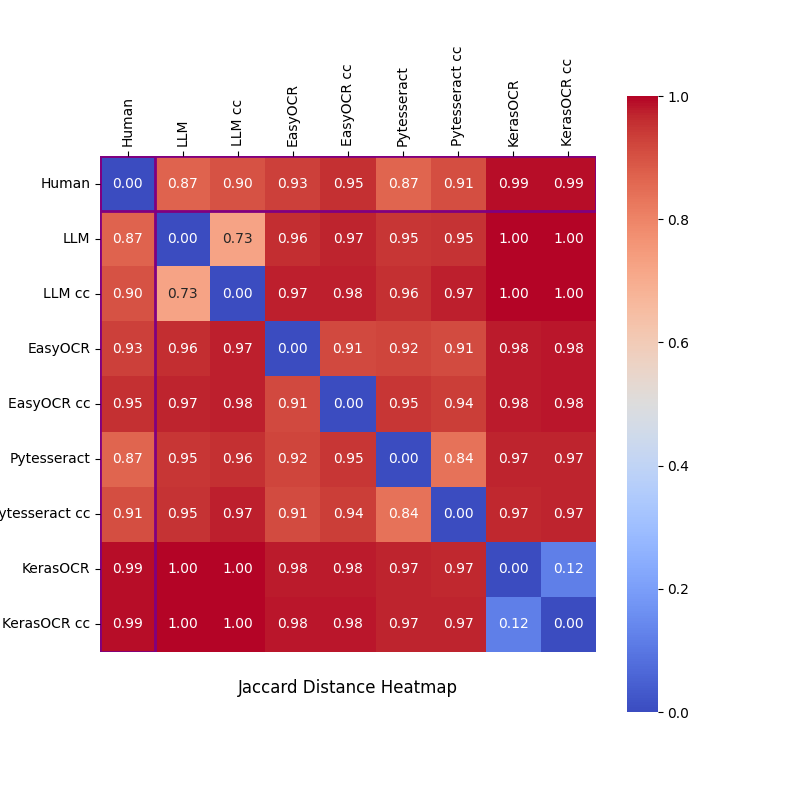 Human LLM LLM cc EasyOCR EasyOCR cc Pytesseract Pytesseract cc KerasOCR KerasOCR cc
Human 0.00 0.87 0.90 0.93 0.95 0.87 0.91 0.99 0.99
LLM 0.87 0.00 0.73 0.96 0.97 0.95 0.95 1.00 1.00
LLM cc 0.90 0.73 0.00 0.97 0.98 0.96 0.97 1.00 1.00
EasyOCR 0.93 0.96 0.97 0.00 0.91 0.92 0.91 0.98 0.98
EasyOCR cc 0.95 0.97 0.98 0.91 0.00 0.95 0.94 0.98 0.98
Pytesseract 0.87 0.95 0.96 0.92 0.95 0.00 0.84 0.97 0.97
ytesseract cc 0.91 0.95 0.97 0.91 0.94 0.84 0.00 0.97 0.97
KerasOCR 0.99 1.00 1.00 0.98 0.98 0.97 0.97 0.00 0.12
KerasOCR cc 0.99 1.00 1.00 0.98 0.98 0.97 0.97 0.12 0.00
Jaccard Distance Heatmap
1.0
0.8
0.6
0.4
0.2
0.0